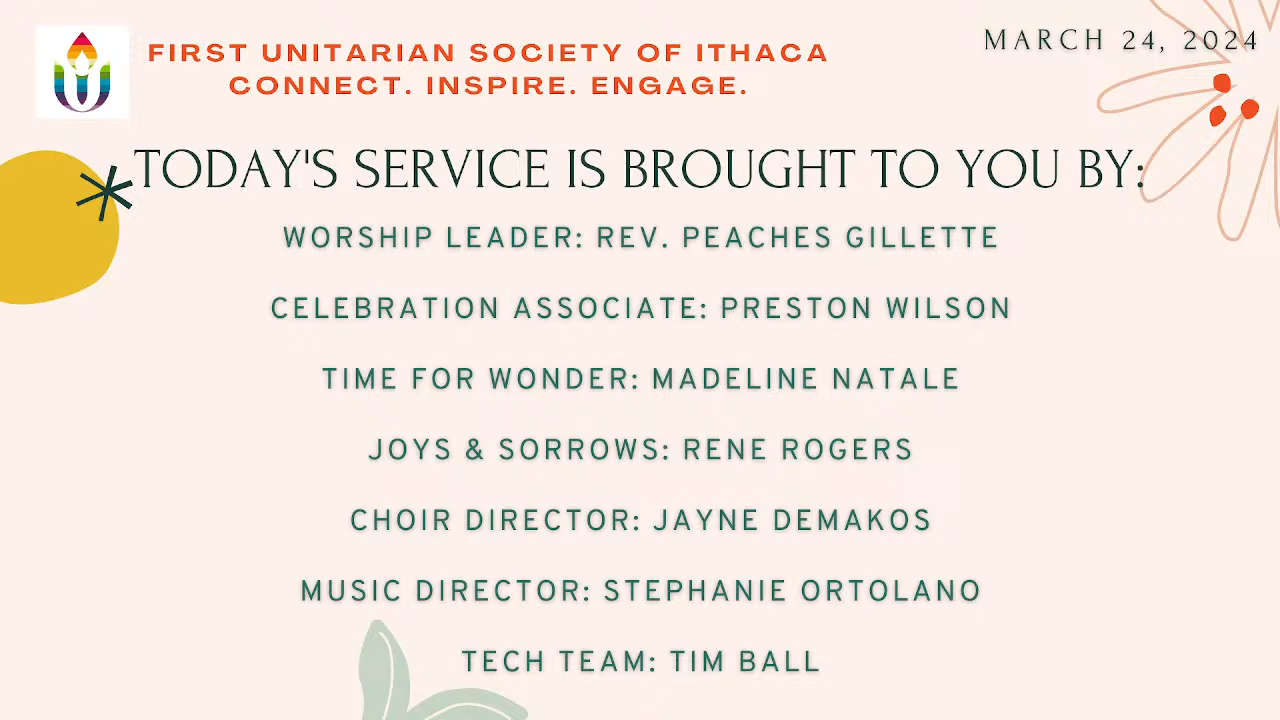 FIRST UNITARIAN SOCIETY OF ITHACA
CONNECT. INSPIRE. ENGAGE.
MARCH 24, 2024
TODAY'S SERVICE IS BROUGHT TO YOU BY:
WORSHIP LEADER: REV. PEACHES GILLETTE
CELEBRATION ASSOCIATE: PRESTON WILSON
TIME FOR WONDER: MADELINE NATALE
JOYS & SORROWS: RENE ROGERS
CHOIR DIRECTOR: JAYNE DEMAKOS
MUSIC DIRECTOR: STEPHANIE ORTOLANO
TECH TEAM: TIM BALL